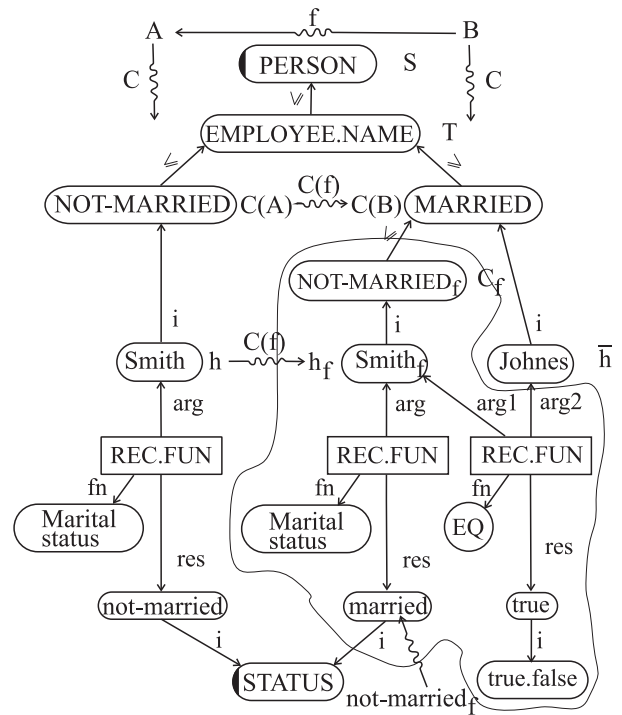 f
A
B
PERSON S
C
C
≤
EMPLOYEE.NAME T
≤
≤
C(f)
NOT-MARRIED C(A) C(B) MARRIED
≤
NOT-MARRIED_f C_f
i
i
i
C(f)
Smith h h_f Smith_f Johnes h̅
arg
arg
arg1
arg2
REC.FUN
REC.FUN
REC.FUN
fn
fn
fn
Marital
status
Marital
status
EQ
res
res
res
not-married
married
true
i
i
i
STATUS
not-married_f
true.false